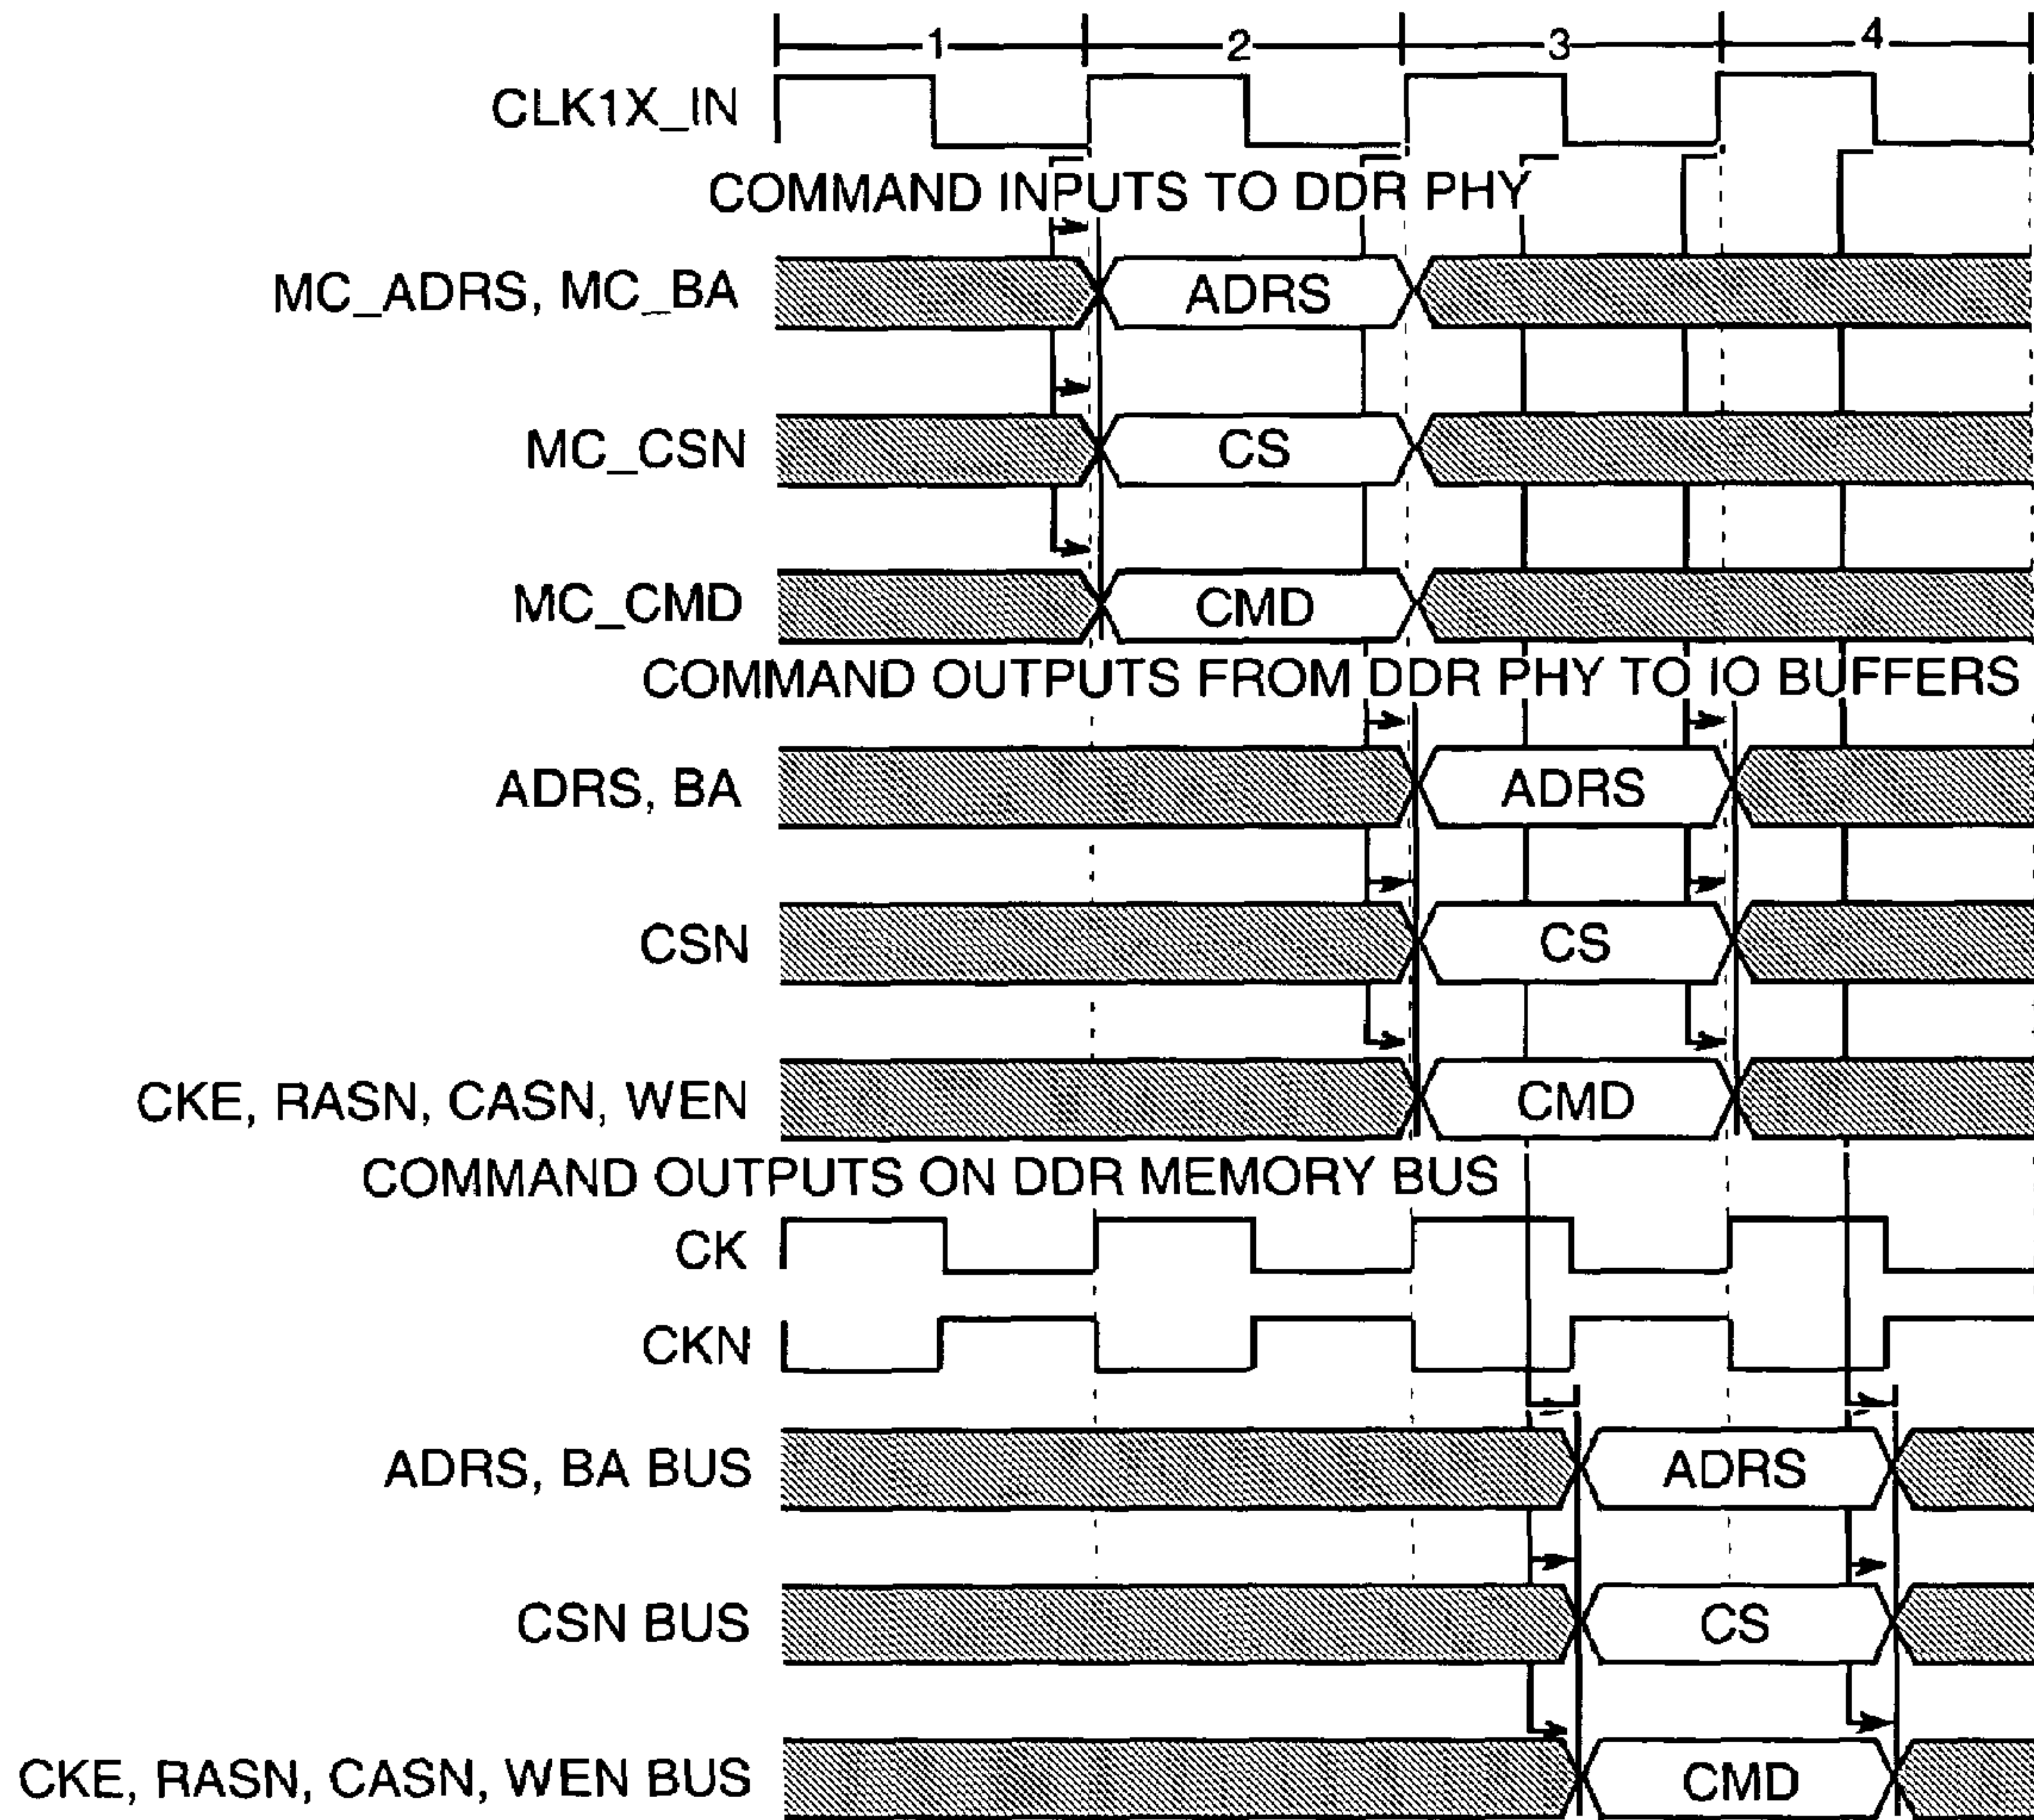 1 2 3 4
CLK1X_IN
COMMAND INPUTS TO DDR PHY
MC_ADRS, MC_BA ADRS
MC_CSN CS
MC_CMD CMD
COMMAND OUTPUTS FROM DDR PHY TO IO BUFFERS
ADRS, BA ADRS
CSN CS
CKE, RASN, CASN, WEN CMD
COMMAND OUTPUTS ON DDR MEMORY BUS
CK
CKN
ADRS, BA BUS ADRS
CSN BUS CS
CKE, RASN, CASN, WEN BUS CMD